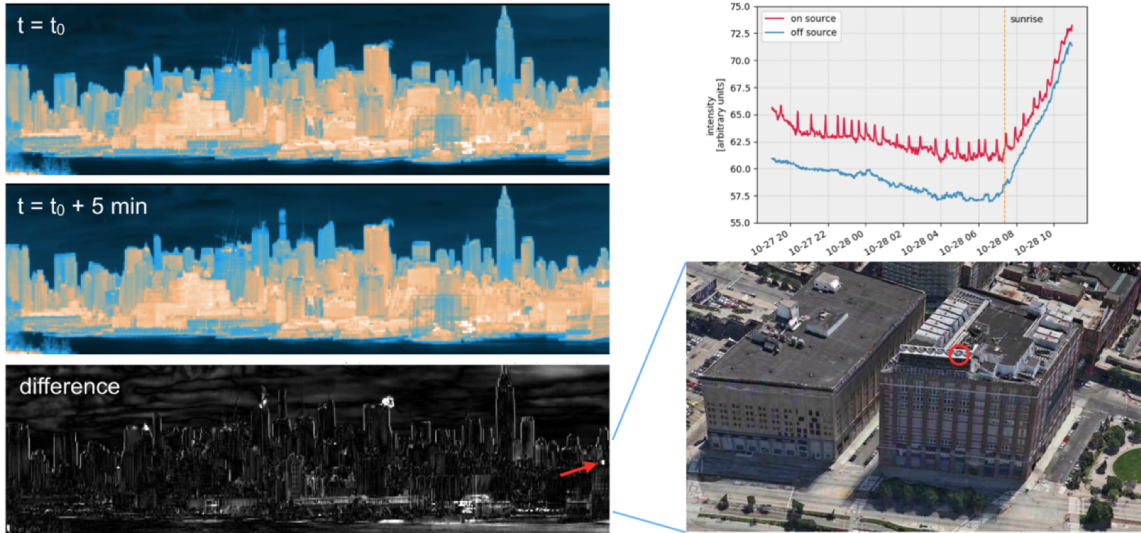 t = t₀
t = t₀ + 5 min
difference
on source
off source
sunrise
75.0
72.5
70.0
67.5
65.0
62.5
60.0
57.5
55.0
intensity
[arbitrary units]
10-27 20
10-27 22
10-28 00
10-28 02
10-28 04
10-28 06
10-28 08
10-28 10